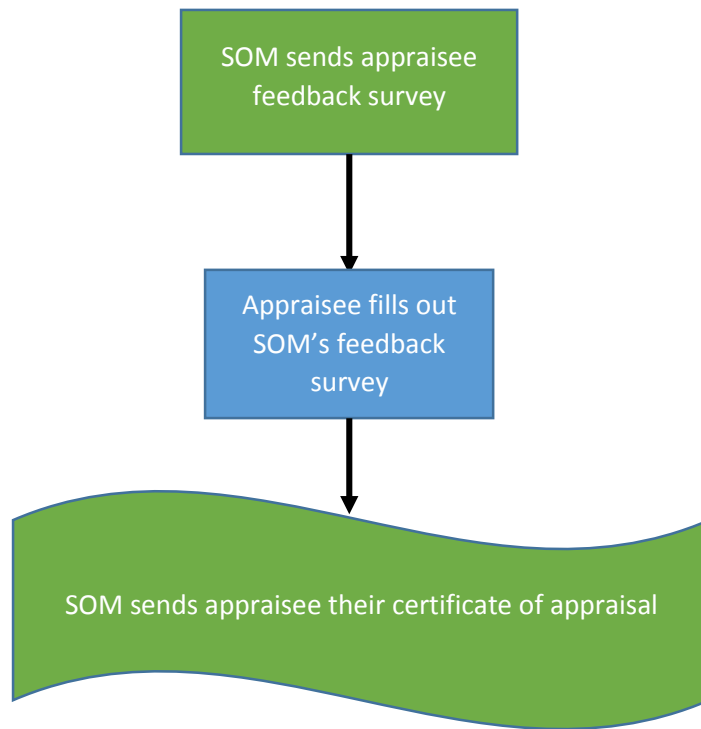 SOM sends appraisee
feedback survey
Appraisee fills out
SOM’s feedback
survey
SOM sends appraisee their certificate of appraisal